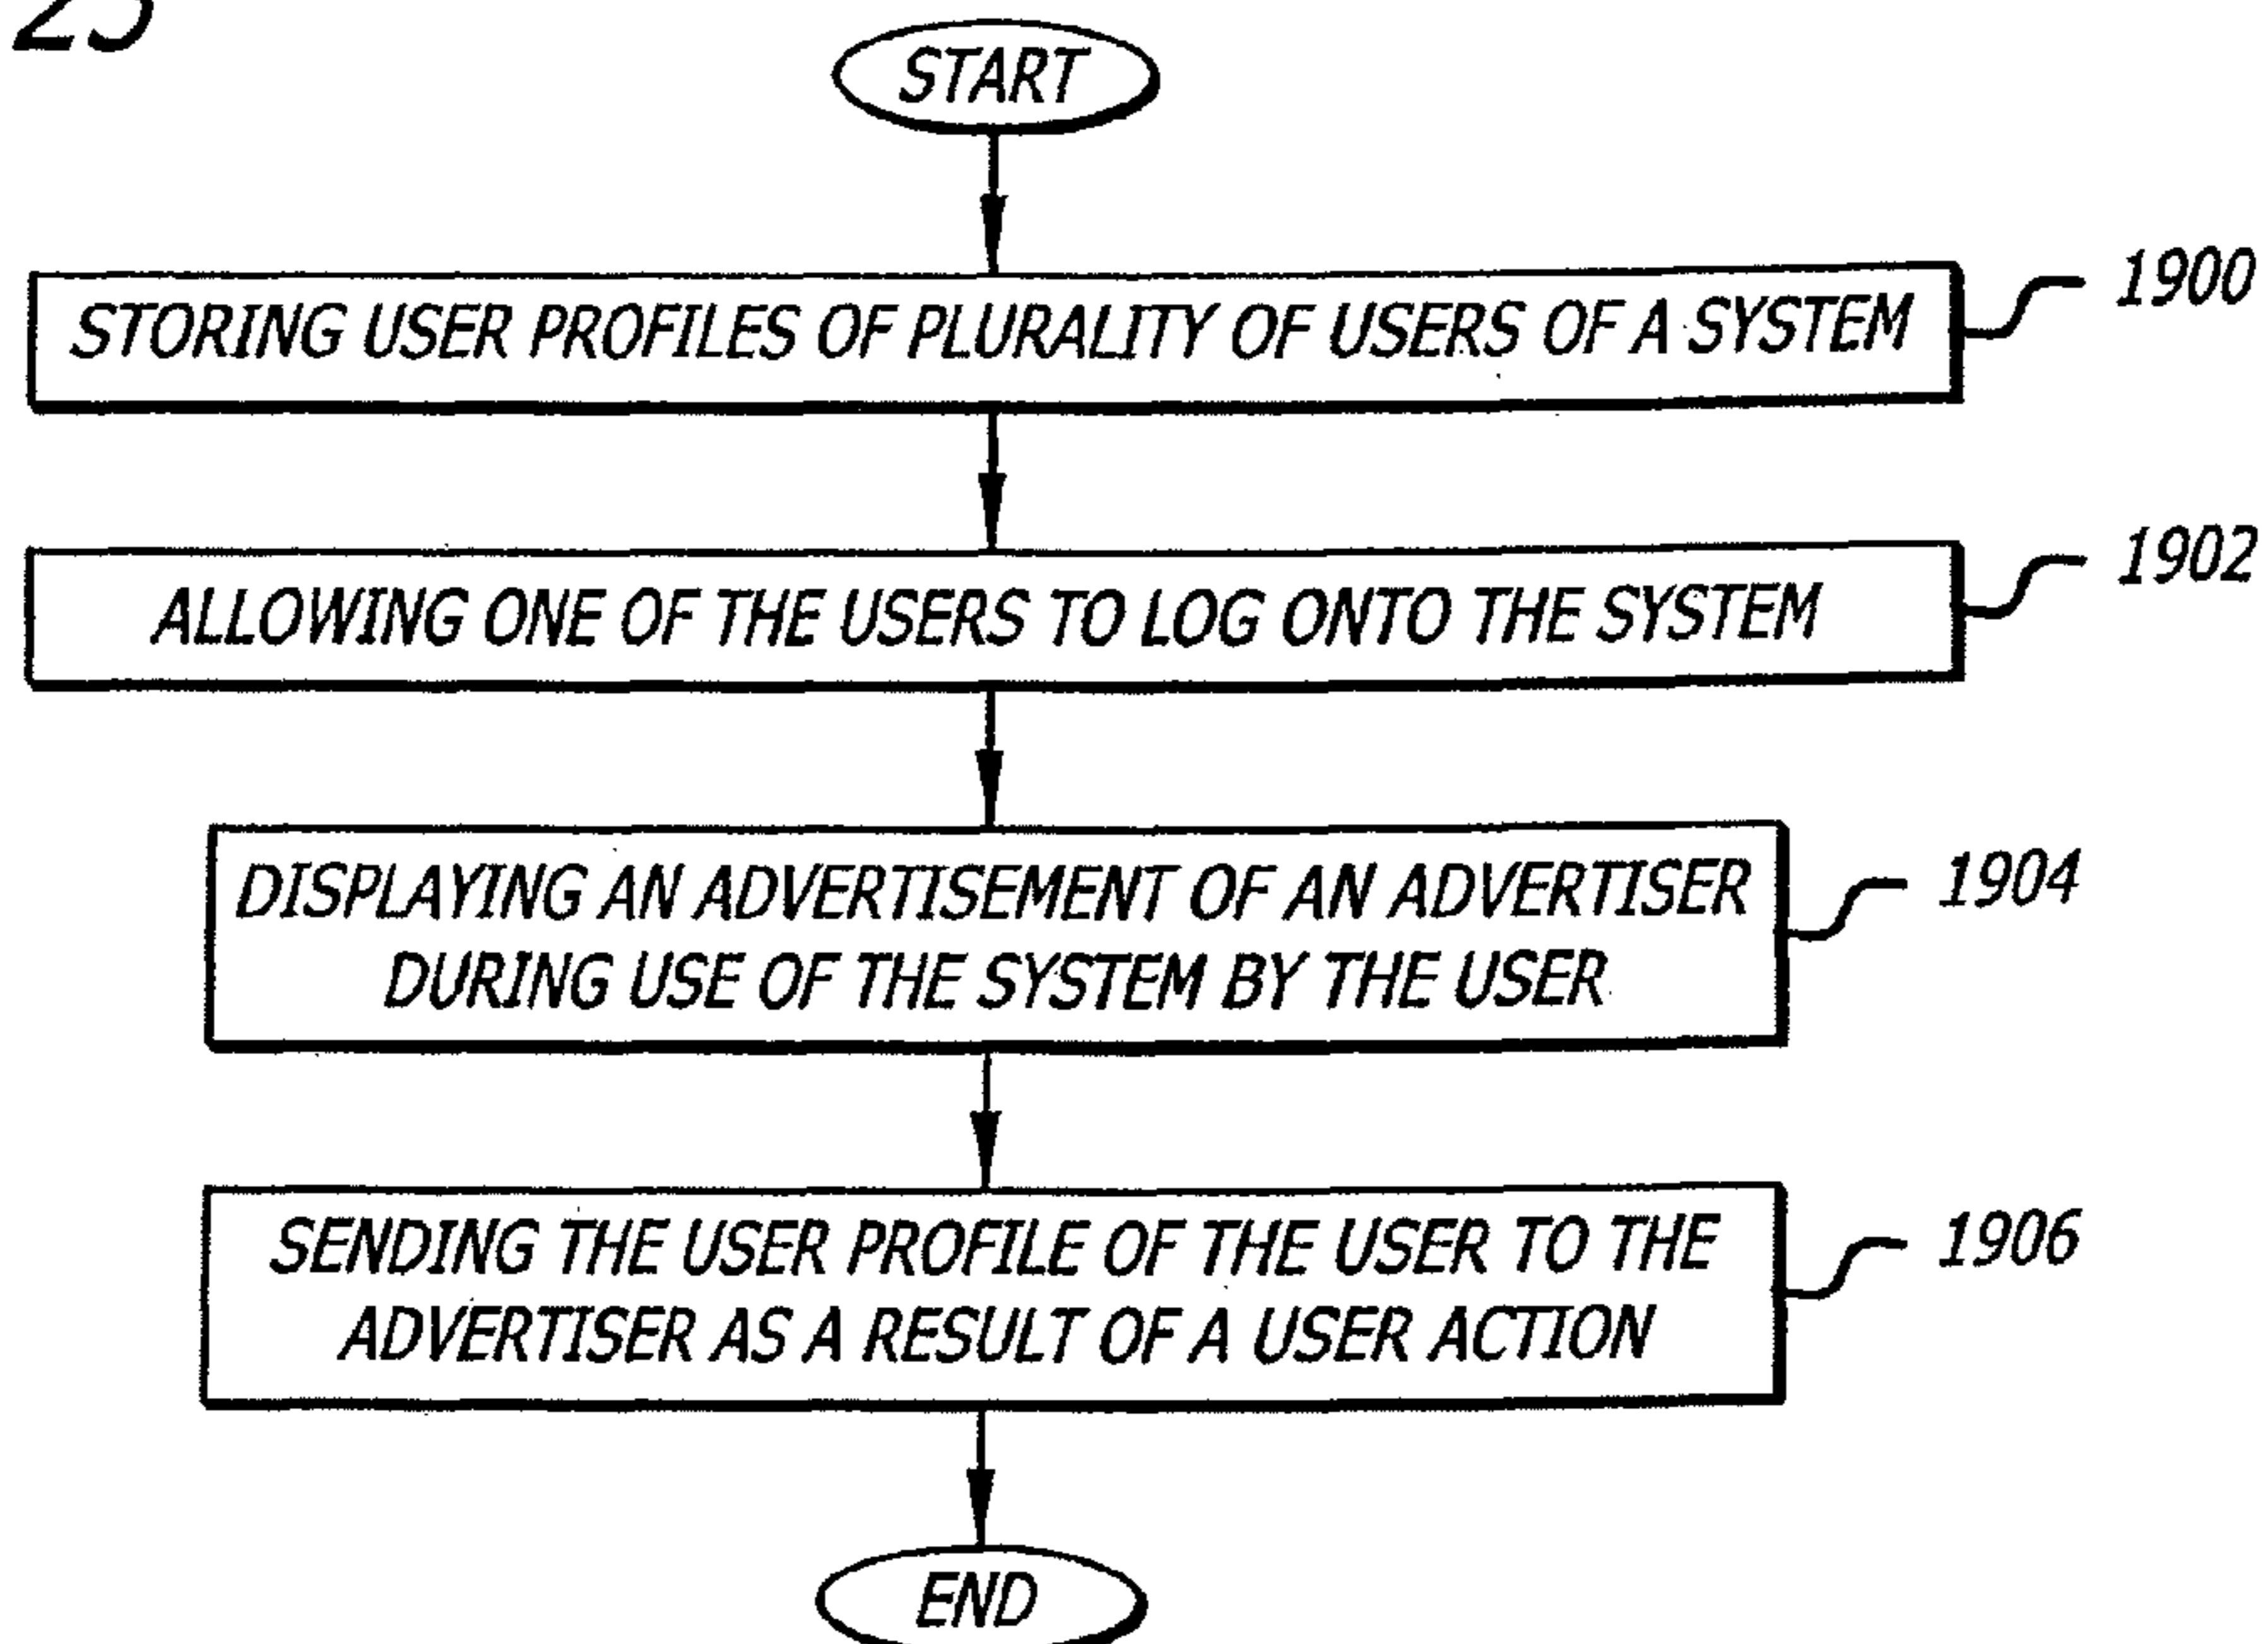 25
START
STORING USER PROFILES OF PLURALITY OF USERS OF A SYSTEM
1900
ALLOWING ONE OF THE USERS TO LOG ONTO THE SYSTEM
1902
DISPLAYING AN ADVERTISEMENT OF AN ADVERTISER
DURING USE OF THE SYSTEM BY THE USER
1904
SENDING THE USER PROFILE OF THE USER TO THE
ADVERTISER AS A RESULT OF A USER ACTION
1906
END